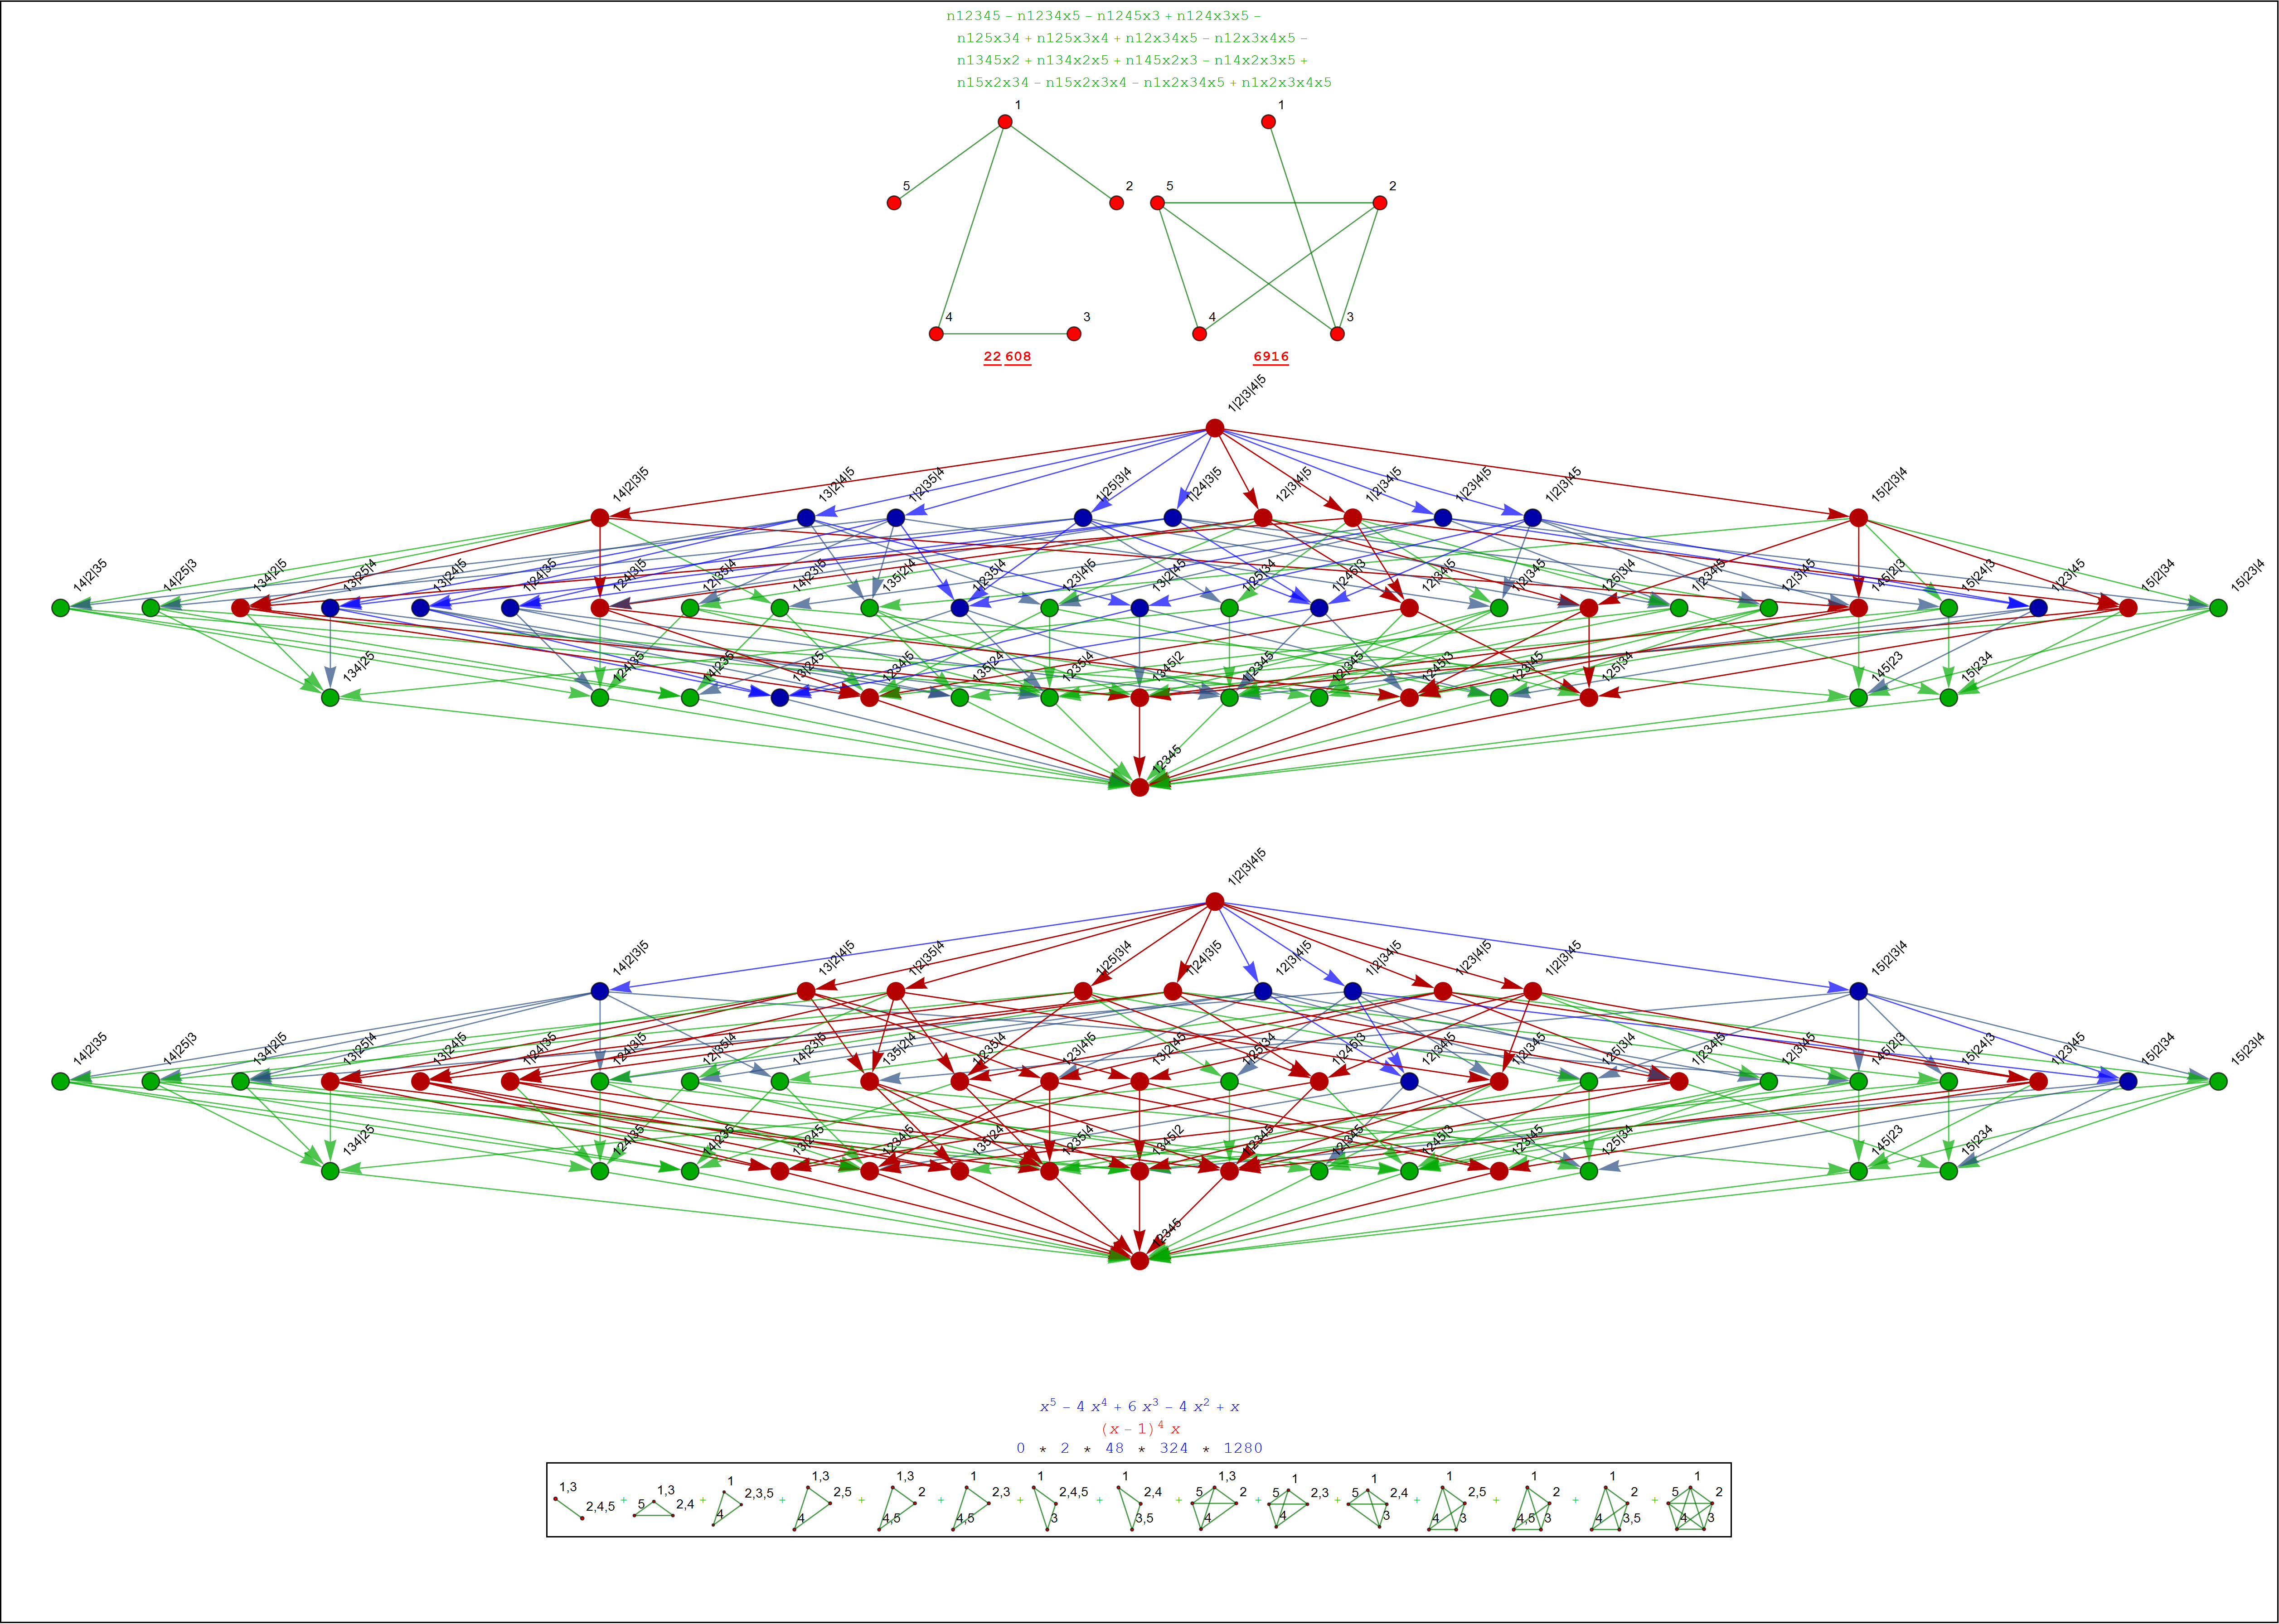 n12345 − n1234x5 − n1245x3 + n124x3x5 −
n125x34 + n125x3x4 + n12x34x5 − n12x3x4x5 −
n1345x2 + n134x2x5 + n145x2x3 − n14x2x3x5 +
n15x2x34 − n15x2x3x4 − n1x2x34x5 + n1x2x3x4x5
1 1
5 2 5 2
4 3 4 3
22 608 6916
1|2|3|4|5
14|2|3|5 13|2|4|5 1|2|35|4 1|25|3|4 1|24|3|5 12|3|4|5 1|2|34|5 1|23|4|5 1|2|3|45 15|2|3|4
14|2|35 14|25|3 134|2|5 13|25|4 13|24|5 1|24|35 124|3|5 12|35|4 14|23|5 135|2|4 1|235|4 123|4|5 13|2|45 1|25|34 1|245|3 12|34|5 1|2|345 125|3|4 1|234|5 12|3|45 145|2|3 15|24|3 1|23|45 15|2|34 15|23|4
134|25 124|35 14|235 13|245 1234|5 135|24 1235|4 1345|2 1|2345 12|345 1245|3 123|45 125|34 145|23 15|234
12345
1|2|3|4|5
14|2|3|5 13|2|4|5 1|2|35|4 1|25|3|4 1|24|3|5 12|3|4|5 1|2|34|5 1|23|4|5 1|2|3|45 15|2|3|4
14|2|35 14|25|3 134|2|5 13|25|4 13|24|5 1|24|35 124|3|5 12|35|4 14|23|5 135|2|4 1|235|4 123|4|5 13|2|45 1|25|34 1|245|3 12|34|5 1|2|345 125|3|4 1|234|5 12|3|45 145|2|3 15|24|3 1|23|45 15|2|34 15|23|4
134|25 124|35 14|235 13|245 1234|5 135|24 1235|4 1345|2 1|2345 12|345 1245|3 123|45 125|34 145|23 15|234
12345
x⁵ − 4 x⁴ + 6 x³ − 4 x² + x
(x − 1)⁴ x
0 * 2 * 48 * 324 * 1280
1,3 2,4,5 + 5 1,3 2,4 + 1 2,3,5 4 + 1,3 2,5 4 + 1,3 2 4,5 + 1 2,3 4,5 + 1 2,4,5 3 + 1 2,4 3,5 + 1,3 5 2 4 + 1 5 2,3 4 + 1 5 2,4 3 + 1 2,5 4 3 + 1 2 4,5 3 + 1 2 4 3,5 + 1 5 2 4 3